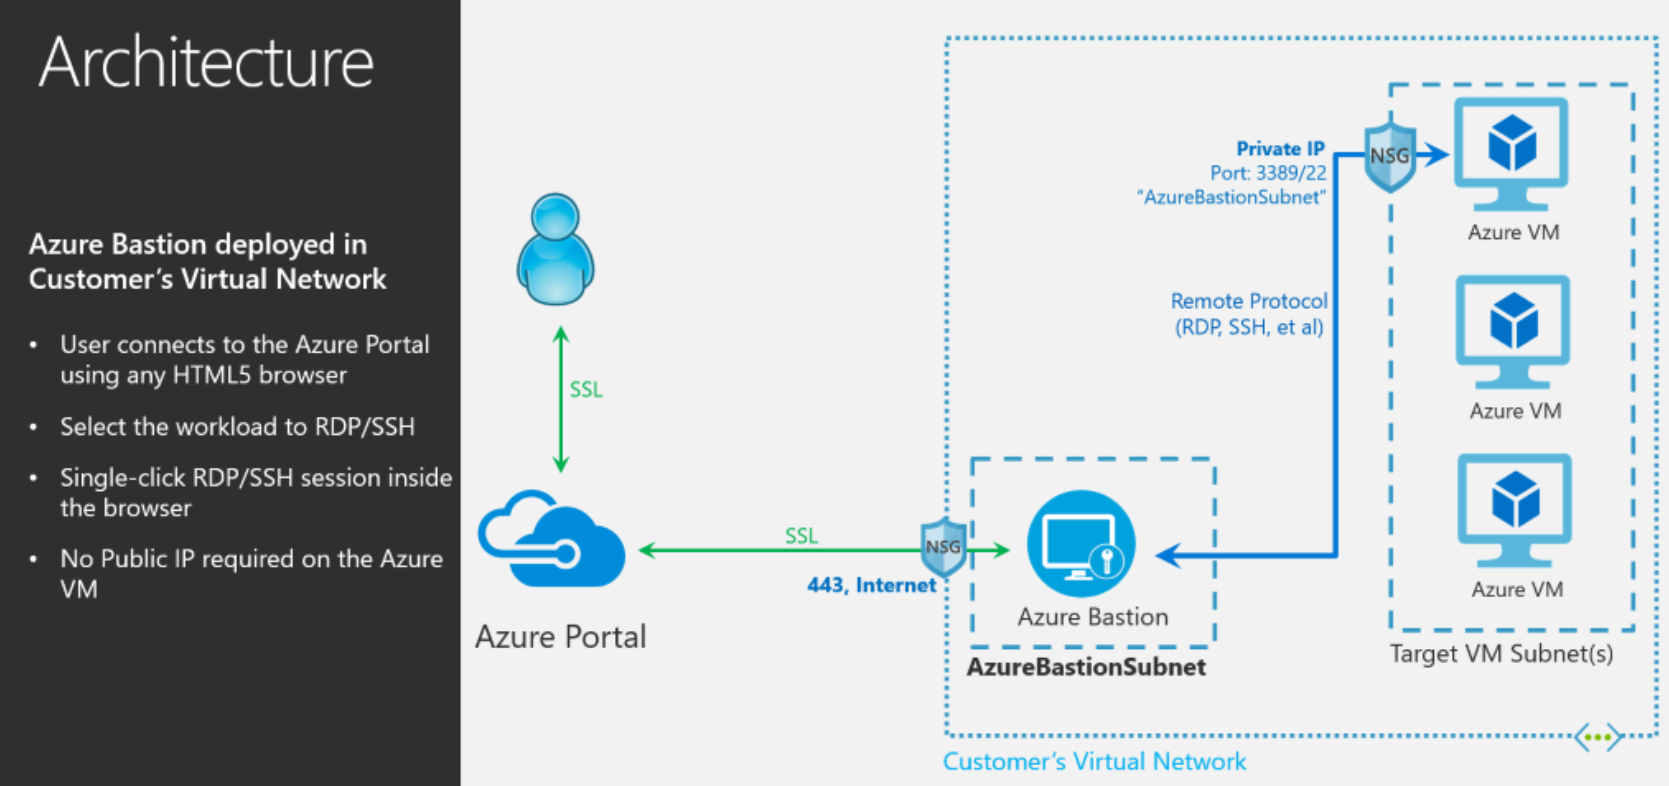 Architecture
Azure Bastion deployed in
Customer's Virtual Network
• User connects to the Azure Portal
using any HTML5 browser
• Select the workload to RDP/SSH
• Single-click RDP/SSH session inside
the browser
• No Public IP required on the Azure
VM
SSL
Azure Portal
SSL
443, Internet
NSG
Azure Bastion
AzureBastionSubnet
Private IP
Port: 3389/22
"AzureBastionSubnet"
Remote Protocol
(RDP, SSH, et al)
NSG
Azure VM
Azure VM
Azure VM
Target VM Subnet(s)
Customer's Virtual Network